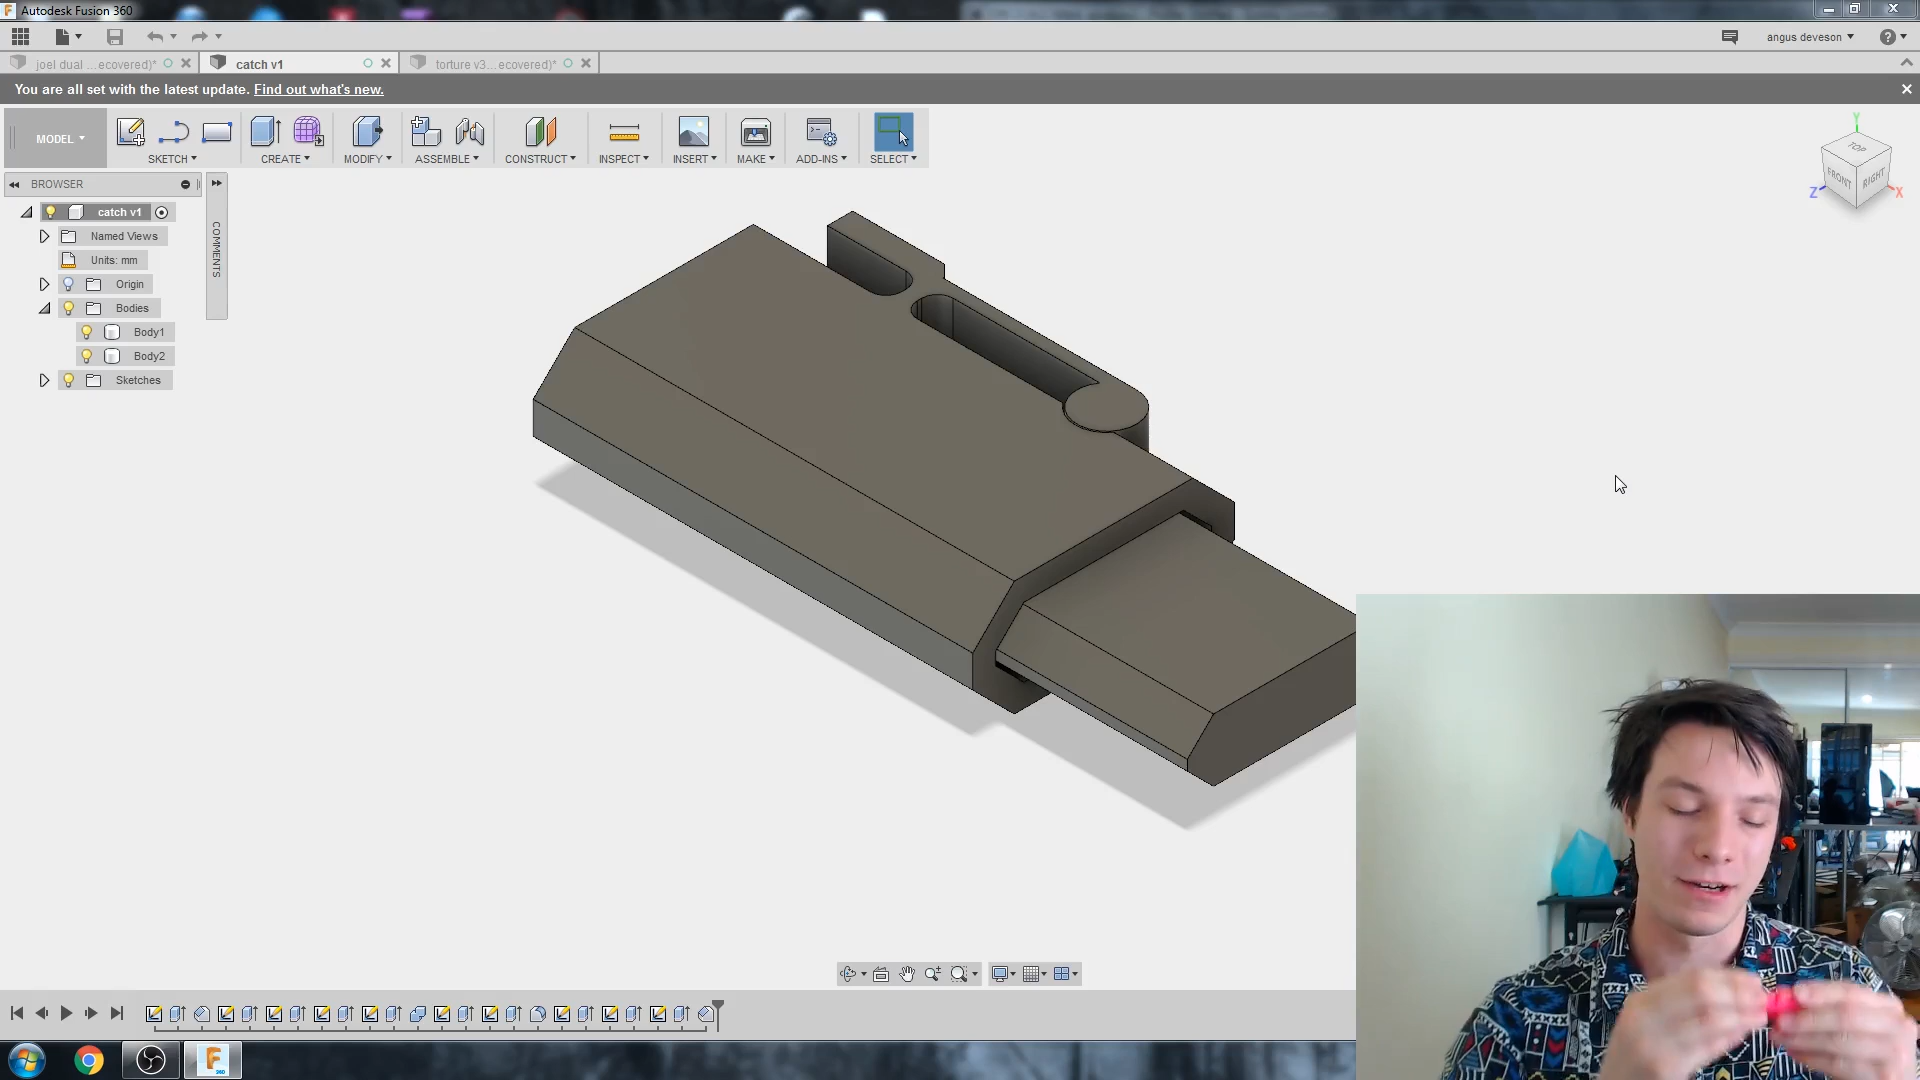 Autodesk Fusion 360
angus deveson
joel dual ...ecovered)*
catch v1
torture v3...ecovered)*
You are all set with the latest update. Find out what's new.
MODEL
SKETCH
CREATE
MODIFY
ASSEMBLE
CONSTRUCT
INSPECT
INSERT
MAKE
ADD-INS
SELECT
BROWSER
COMMENTS
catch v1
Named Views
Units: mm
Origin
Bodies
Body1
Body2
Sketches
Y
TOP
FRONT
RIGHT
Z
X